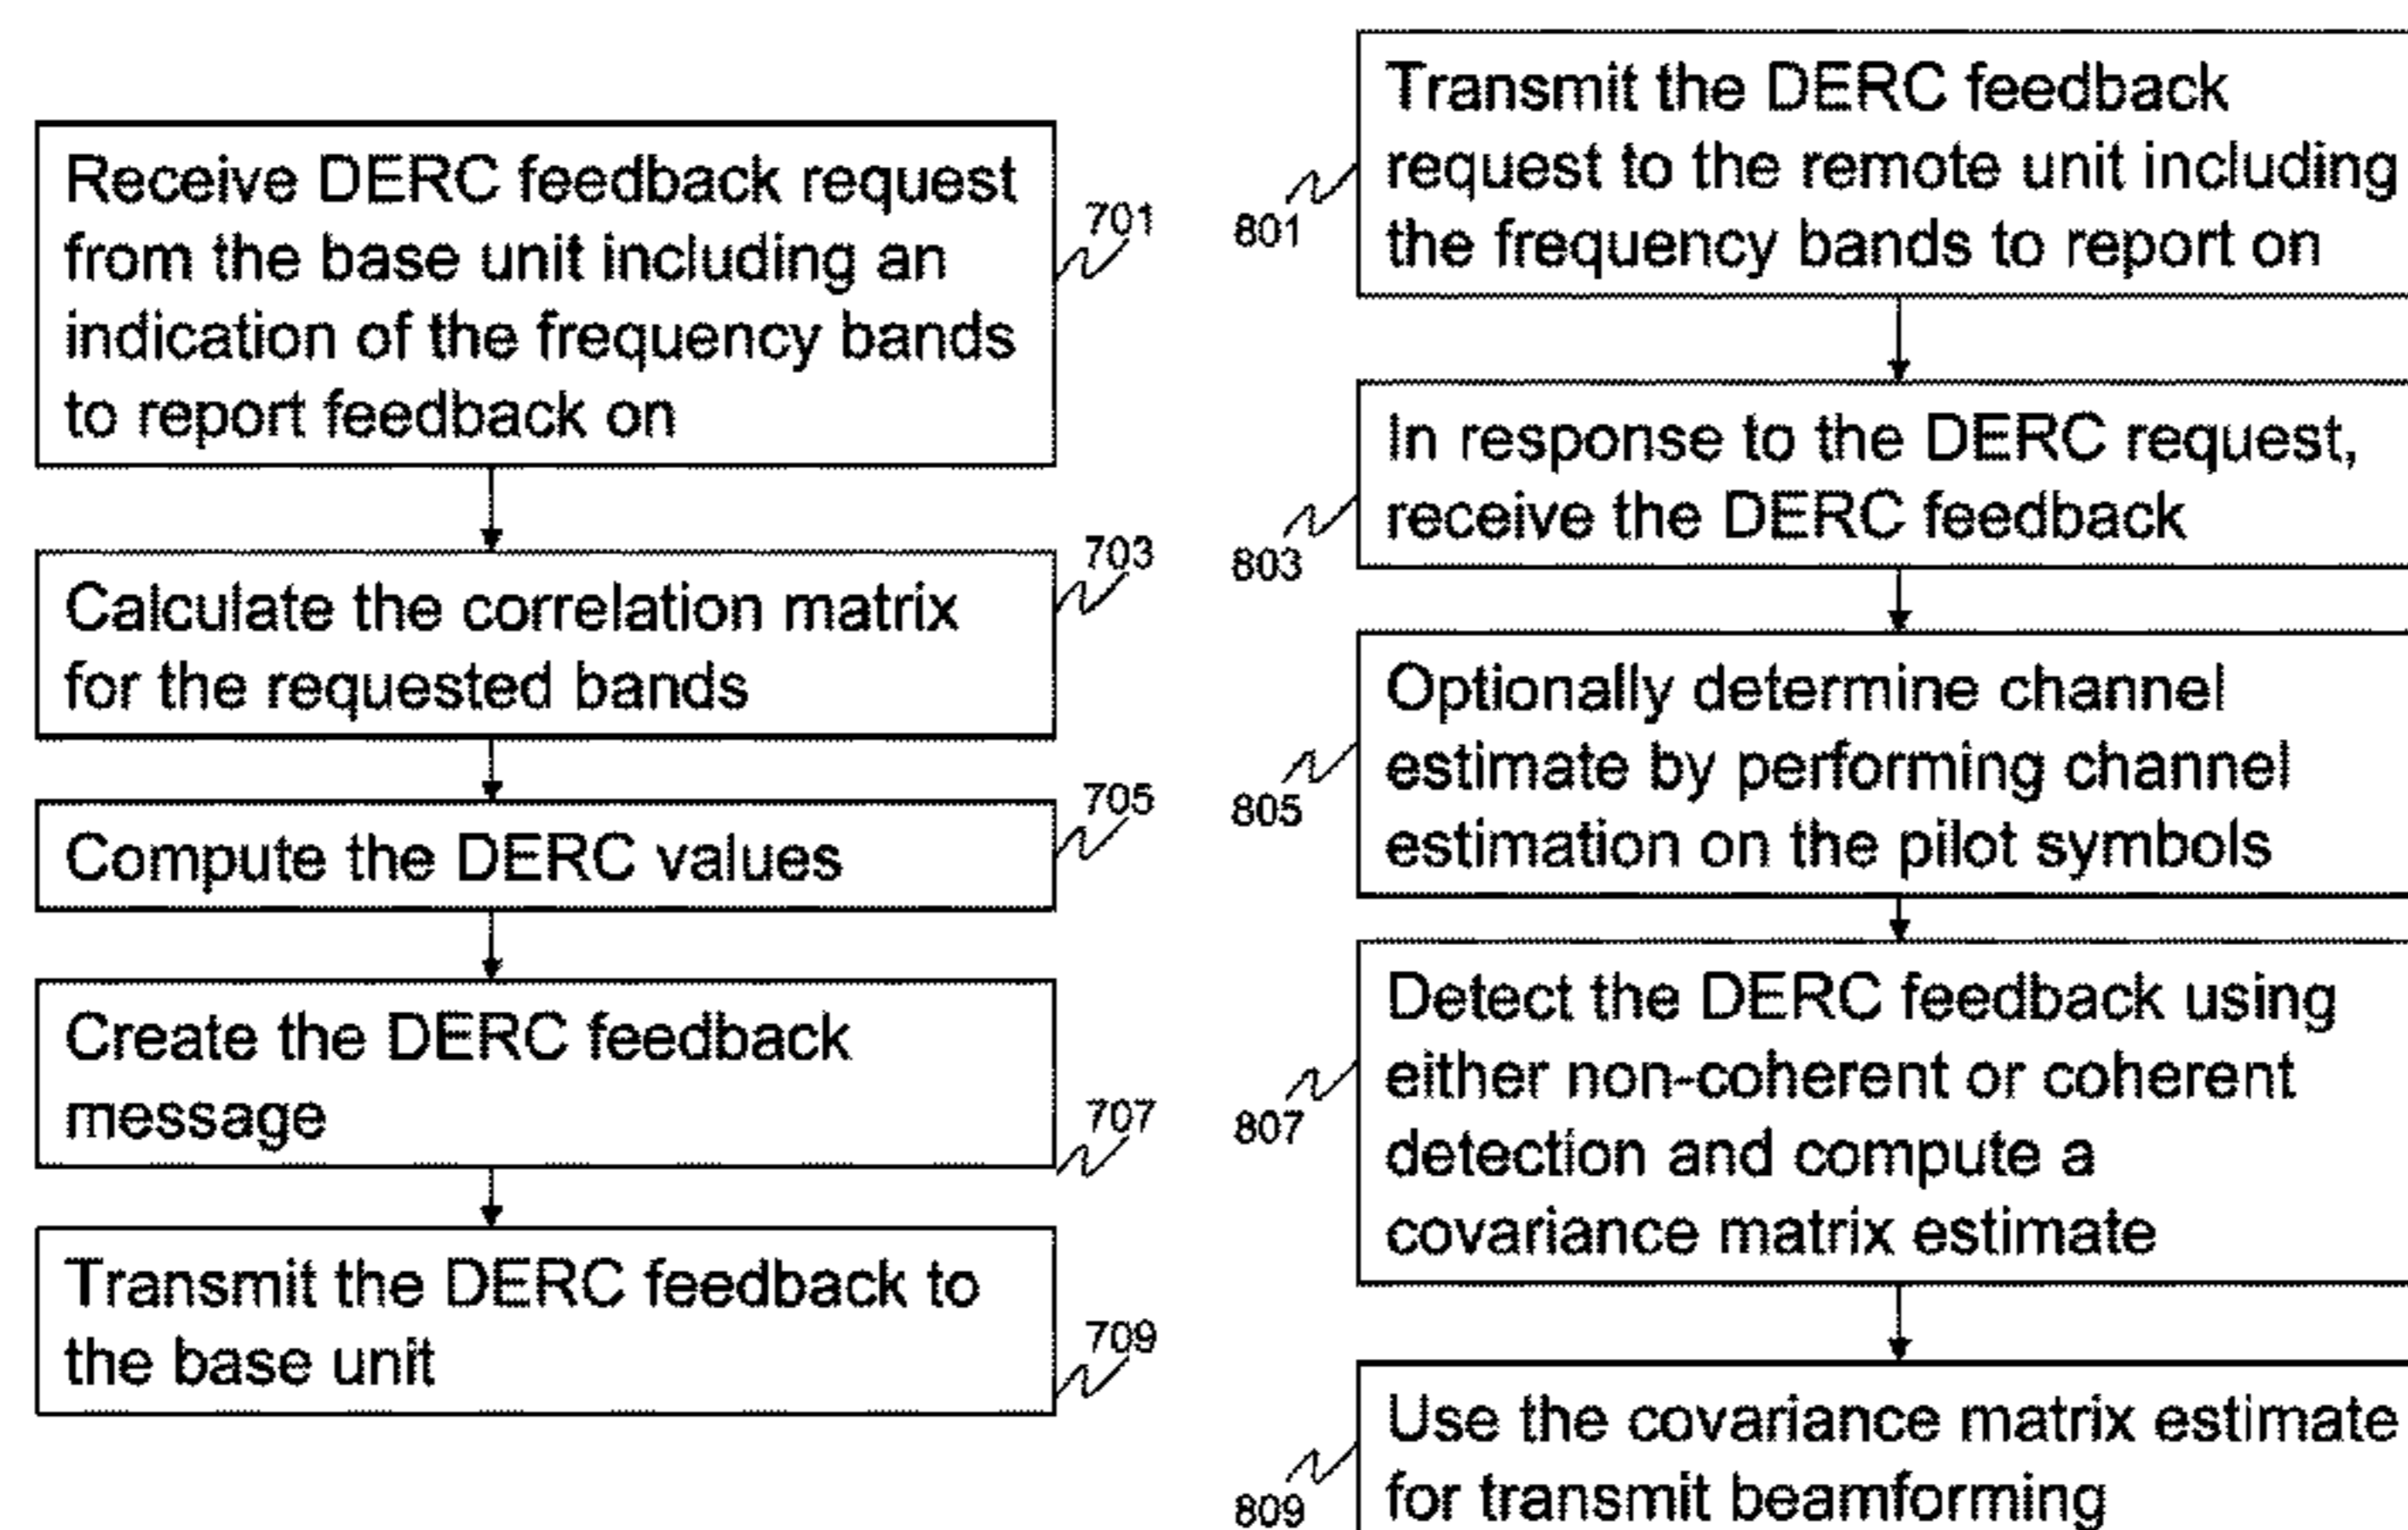 Receive DERC feedback request
from the base unit including an
indication of the frequency bands
to report feedback on
701
Calculate the correlation matrix
for the requested bands
703
Compute the DERC values
705
Create the DERC feedback
message
707
Transmit the DERC feedback to
the base unit
709
Transmit the DERC feedback
request to the remote unit including
the frequency bands to report on
801
In response to the DERC request,
receive the DERC feedback
803
Optionally determine channel
estimate by performing channel
estimation on the pilot symbols
805
Detect the DERC feedback using
either non-coherent or coherent
detection and compute a
covariance matrix estimate
807
Use the covariance matrix estimate
for transmit beamforming
809